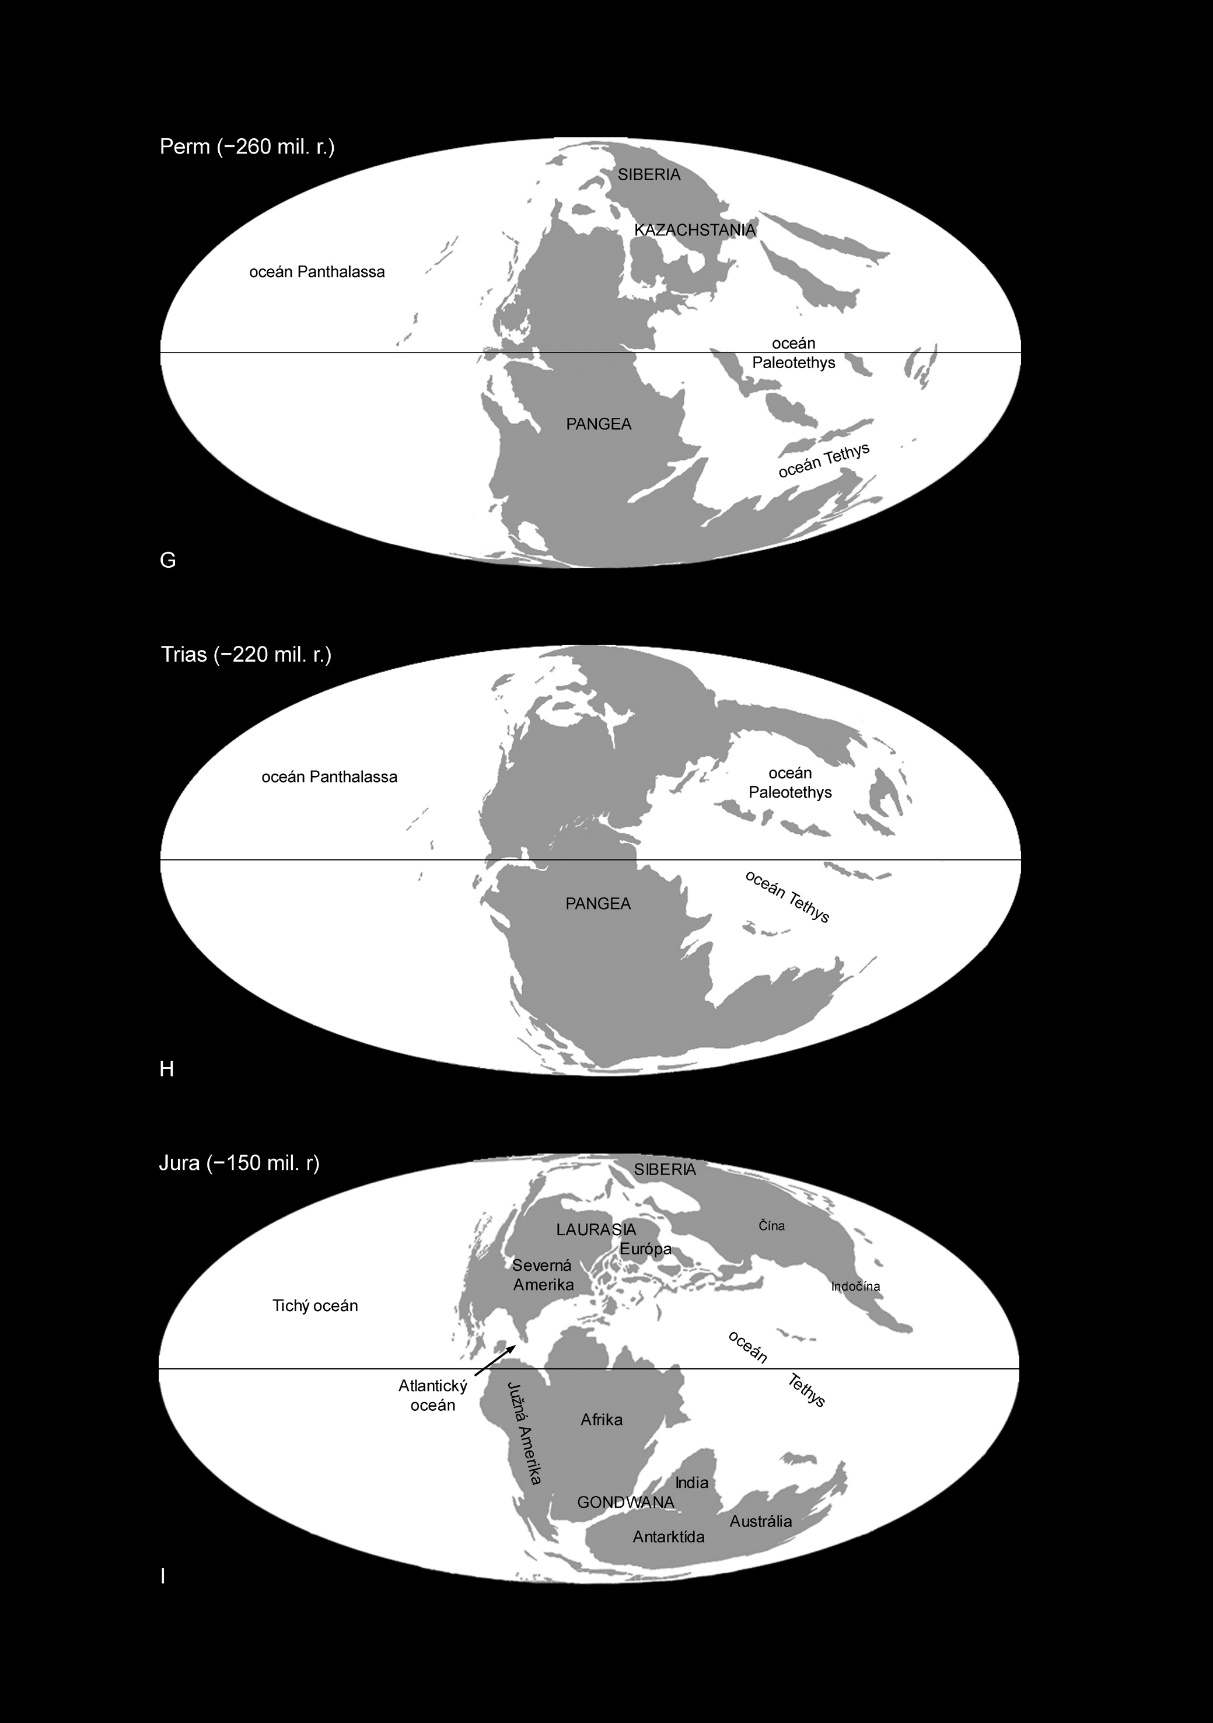 Perm (−260 mil. r.)
SIBERIA
KAZACHSTANIA
oceán Panthalassa
oceán
Paleotethys
PANGEA
oceán Tethys
G
Trias (−220 mil. r.)
oceán Panthalassa
oceán
Paleotethys
oceán Tethys
PANGEA
H
Jura (−150 mil. r)
SIBERIA
Čína
LAURASIA
Európa
Severná
Amerika
Indočína
Tichý oceán
oceán
Tethys
Atlantický
oceán
Južná Amerika
Afrika
India
GONDWANA
Austrália
Antarktída
I